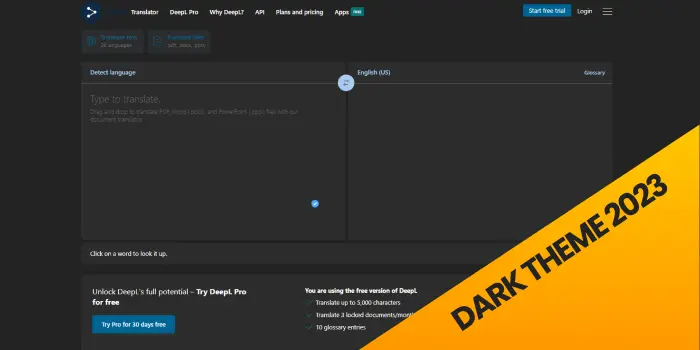 Translator DeepL Pro Why DeepL? API Plans and pricing Apps FREE Start free trial Login
Translate text
26 languages
Translate files
.pdf, .docx, .pptx
Detect language
English (US) Glossary
Type to translate.
Drag and drop to translate PDF, Word (.docx), and PowerPoint (.pptx) files with our
document translator.
Click on a word to look it up.
Unlock DeepL's full potential – Try DeepL Pro
for free
Try Pro for 30 days free
You are using the free version of DeepL
Translate up to 5,000 characters
Translate 3 locked documents/month
10 glossary entries
DARK THEME 2023